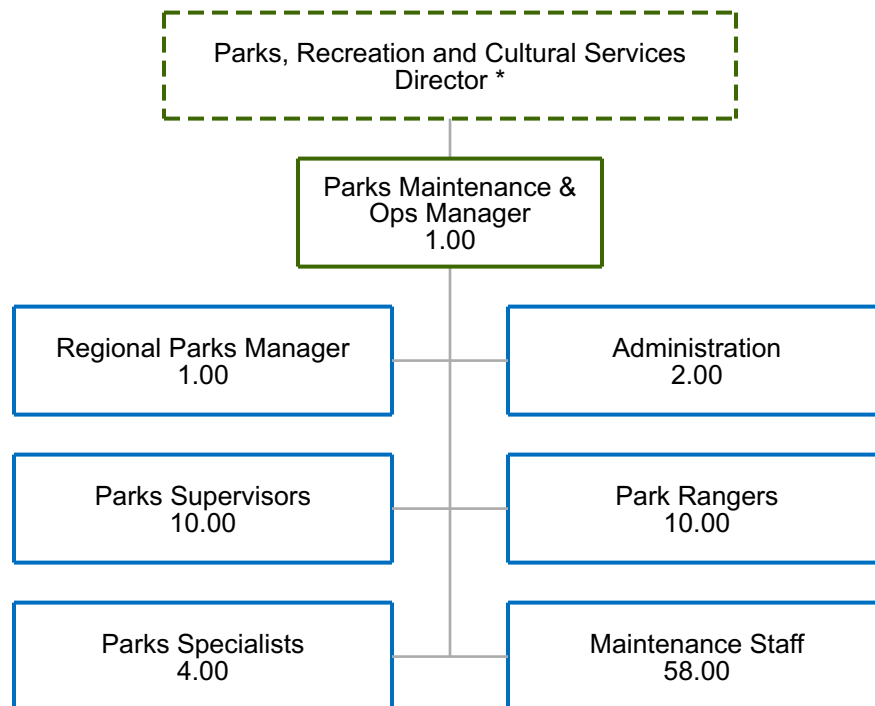 Parks, Recreation and Cultural Services
Director *
Parks Maintenance &
Ops Manager
1.00
Regional Parks Manager
1.00
Administration
2.00
Parks Supervisors
10.00
Park Rangers
10.00
Parks Specialists
4.00
Maintenance Staff
58.00